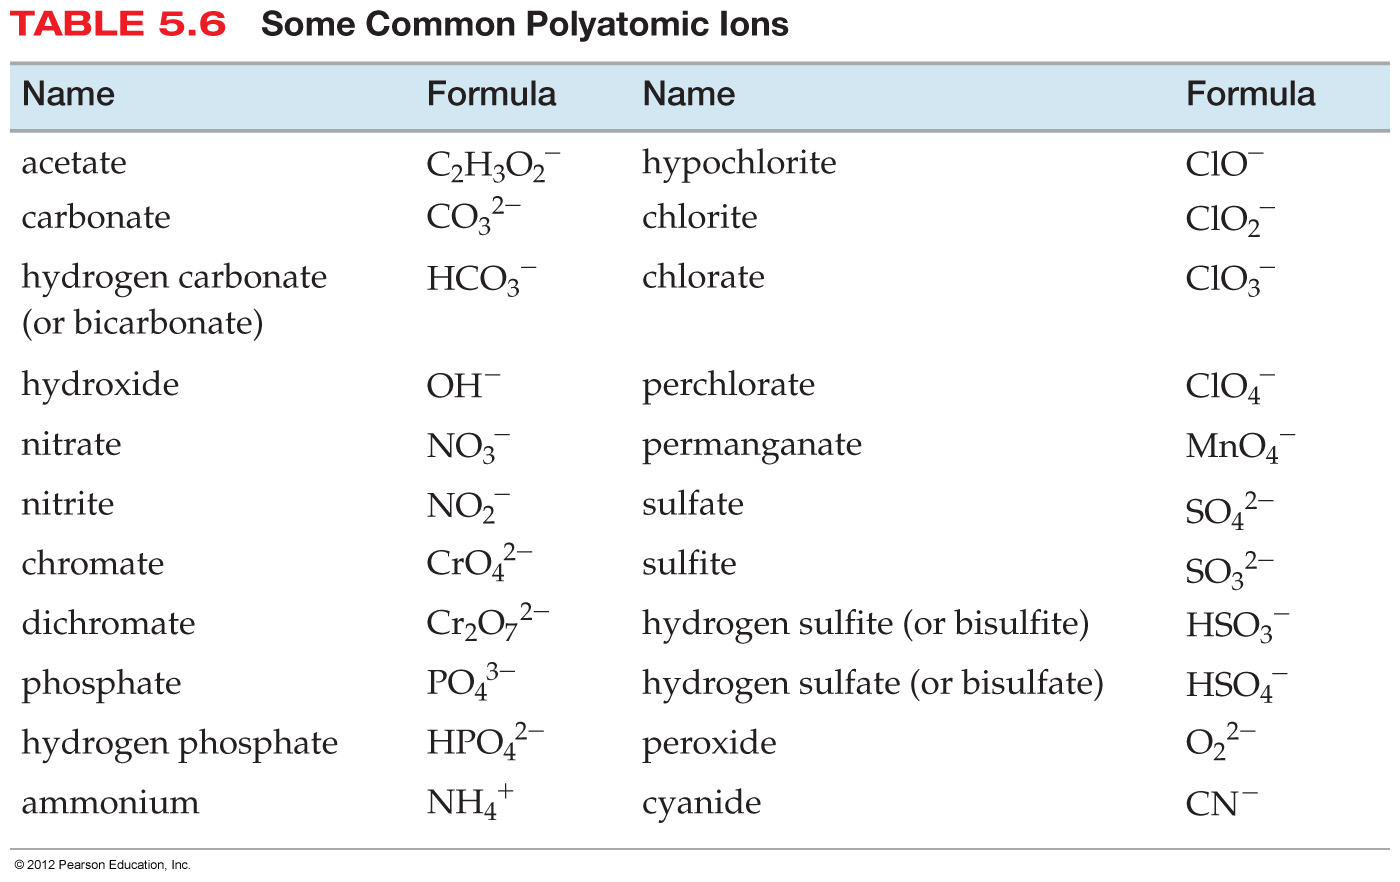 TABLE 5.6 Some Common Polyatomic Ions
Name Formula Name Formula
acetate C₂H₃O₂⁻ hypochlorite ClO⁻
carbonate CO₃²⁻ chlorite ClO₂⁻
hydrogen carbonate HCO₃⁻ chlorate ClO₃⁻
(or bicarbonate)
hydroxide OH⁻ perchlorate ClO₄⁻
nitrate NO₃⁻ permanganate MnO₄⁻
nitrite NO₂⁻ sulfate SO₄²⁻
chromate CrO₄²⁻ sulfite SO₃²⁻
dichromate Cr₂O₇²⁻ hydrogen sulfite (or bisulfite) HSO₃⁻
phosphate PO₄³⁻ hydrogen sulfate (or bisulfate) HSO₄⁻
hydrogen phosphate HPO₄²⁻ peroxide O₂²⁻
ammonium NH₄⁺ cyanide CN⁻
© 2012 Pearson Education, Inc.